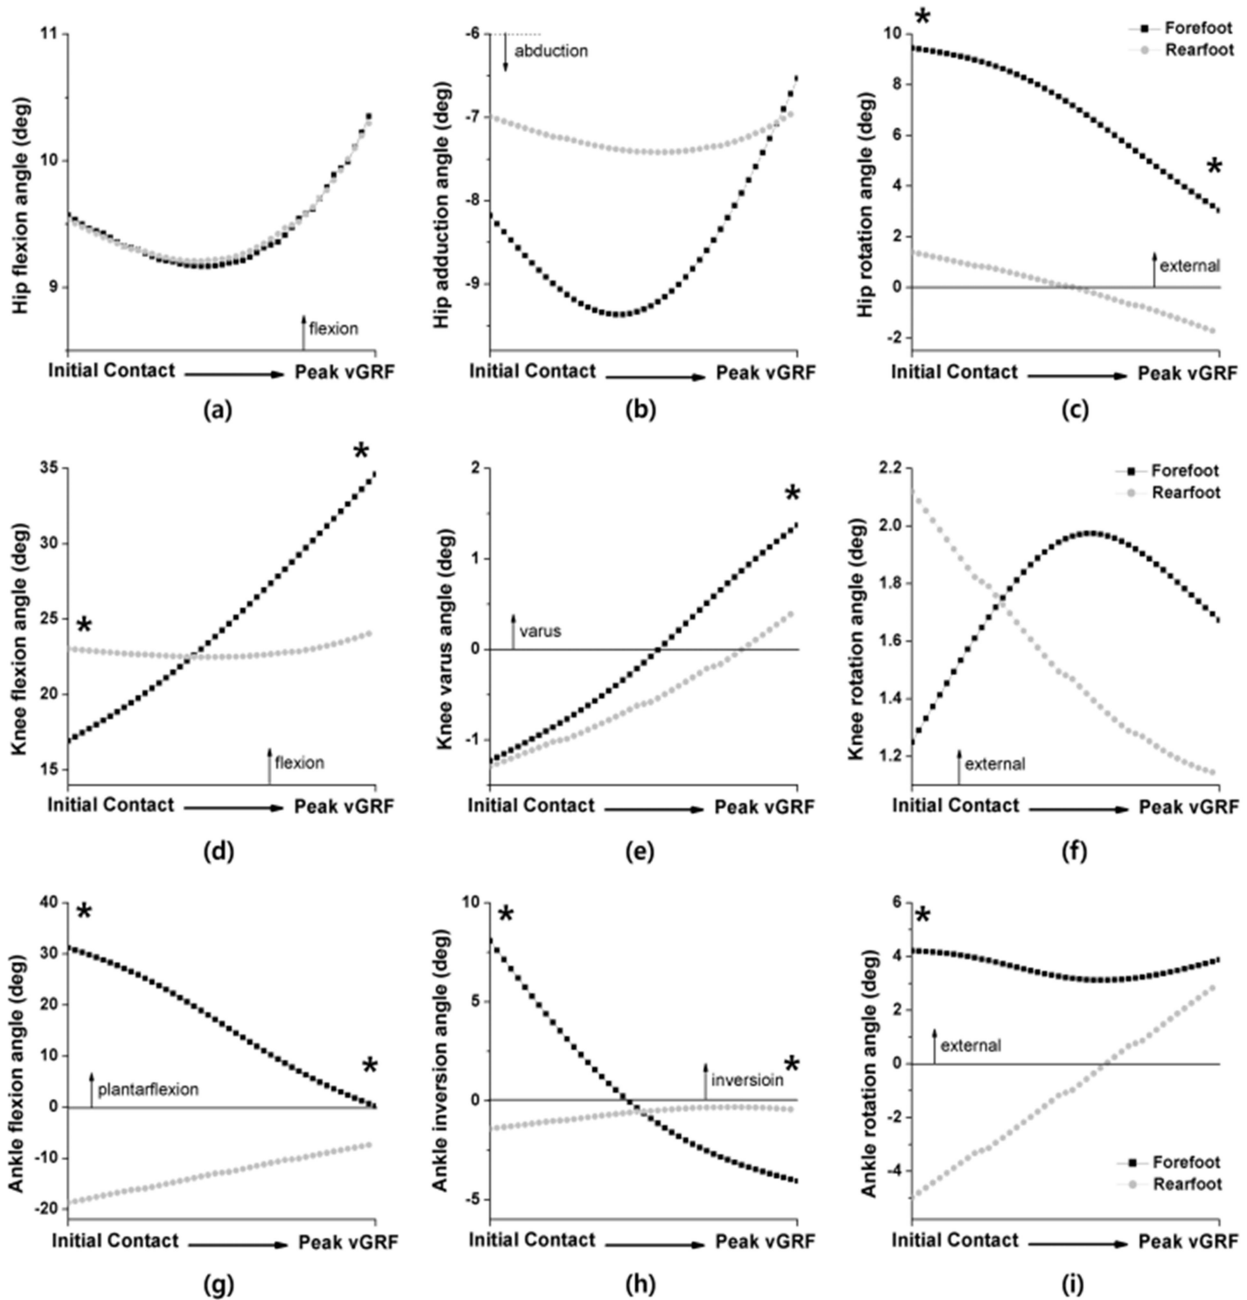 11
10
9
Hip flexion angle (deg)
flexion
Initial Contact
Peak vGRF
(a)
-6
-7
-8
-9
Hip adduction angle (deg)
abduction
Initial Contact
Peak vGRF
(b)
10
8
6
4
2
0
-2
Hip rotation angle (deg)
*
*
Forefoot
Rearfoot
external
Initial Contact
Peak vGRF
(c)
35
30
25
20
15
Knee flexion angle (deg)
*
*
flexion
Initial Contact
Peak vGRF
(d)
2
1
0
-1
Knee varus angle (deg)
*
varus
Initial Contact
Peak vGRF
(e)
2.2
2.0
1.8
1.6
1.4
1.2
Knee rotation angle (deg)
Forefoot
Rearfoot
external
Initial Contact
Peak vGRF
(f)
40
30
20
10
0
-10
-20
Ankle flexion angle (deg)
*
*
plantarflexion
Initial Contact
Peak vGRF
(g)
10
5
0
-5
Ankle inversion angle (deg)
*
*
inversioin
Initial Contact
Peak vGRF
(h)
6
4
2
0
-2
-4
Ankle rotation angle (deg)
*
external
Forefoot
Rearfoot
Initial Contact
Peak vGRF
(i)